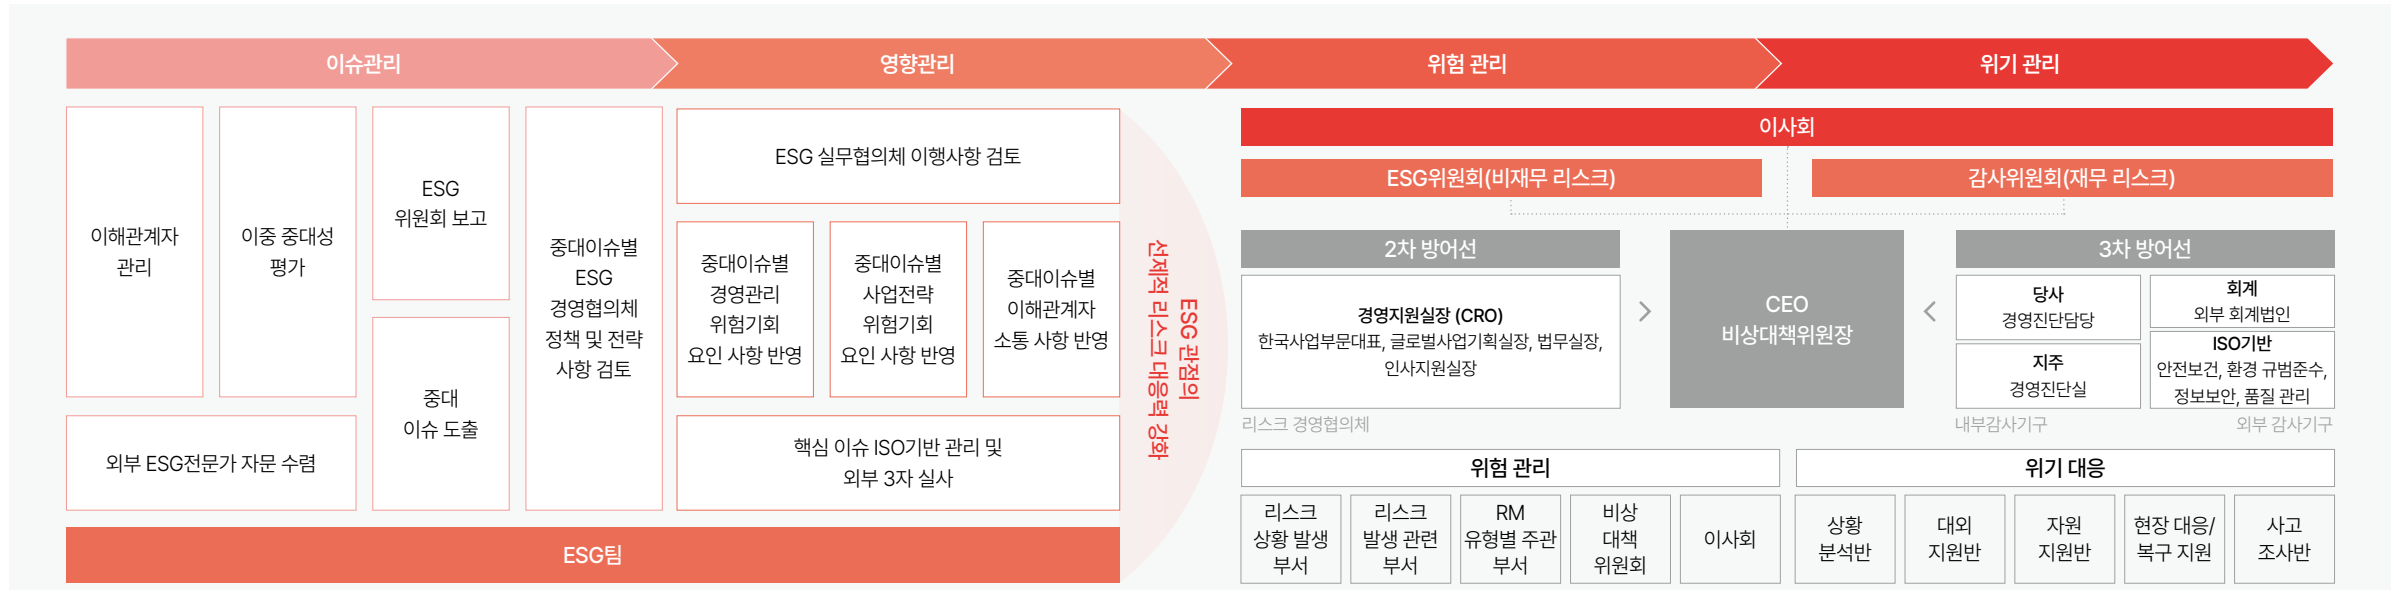 이슈관리
영향관리
위험 관리
위기 관리
이해관계자
관리
이중 중대성
평가
외부 ESG전문가 자문 수렴
ESG
위원회 보고
중대
이슈 도출
중대이슈별
ESG
경영협의체
정책 및 전략
사항 검토
ESG 실무협의체 이행사항 검토
중대이슈별
경영관리
위험기회
요인 사항 반영
중대이슈별
사업전략
위험기회
요인 사항 반영
중대이슈별
이해관계자
소통 사항 반영
핵심 이슈 ISO기반 관리 및
외부 3자 실사
ESG팀
ESG 관점의
선제적 리스크 대응력 강화
이사회
ESG위원회(비재무 리스크)
감사위원회(재무 리스크)
2차 방어선
경영지원실장 (CRO)
한국사업부문대표, 글로벌사업기획실장, 법무실장,
인사지원실장
리스크 경영협의체
CEO
비상대책위원장
3차 방어선
당사
경영진단담당
지주
경영진단실
내부감사기구
회계
외부 회계법인
ISO기반
안전보건, 환경 규범준수,
정보보안, 품질 관리
외부 감사기구
위험 관리
리스크
상황 발생
부서
리스크
발생 관련
부서
RM
유형별 주관
부서
비상
대책
위원회
이사회
위기 대응
상황
분석반
대외
지원반
자원
지원반
현장 대응/
복구 지원
사고
조사반